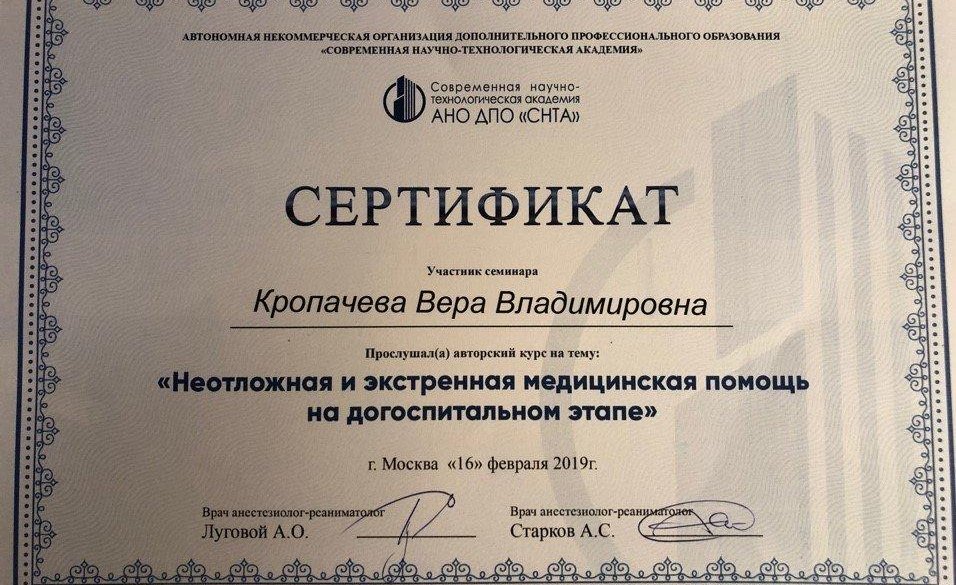 АВТОНОМНАЯ НЕКОММЕРЧЕСКАЯ ОРГАНИЗАЦИЯ ДОПОЛНИТЕЛЬНОГО ПРОФЕССИОНАЛЬНОГО ОБРАЗОВАНИЯ
«СОВРЕМЕННАЯ НАУЧНО-ТЕХНОЛОГИЧЕСКАЯ АКАДЕМИЯ»
Современная научно-
технологическая академия
АНО ДПО «СНТА»
СЕРТИФИКАТ
Участник семинара
Кропачева Вера Владимировна
Прослушал(а) авторский курс на тему:
«Неотложная и экстренная медицинская помощь
на догоспитальном этапе»
г. Москва «16» февраля 2019г.
Врач анестезиолог-реаниматолог Врач анестезиолог-реаниматолог
Луговой А.О. Старков А.С.